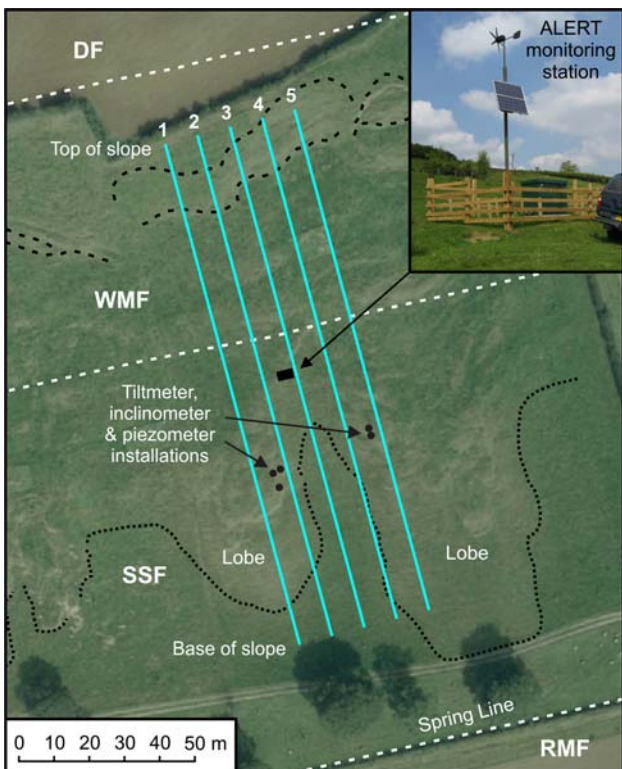 DF
ALERT
monitoring
station
1 2 3 4 5
Top of slope
WMF
Tiltmeter,
inclinometer
& piezometer
installations
Lobe
Lobe
SSF
Base of slope
Spring Line
0 10 20 30 40 50 m
RMF